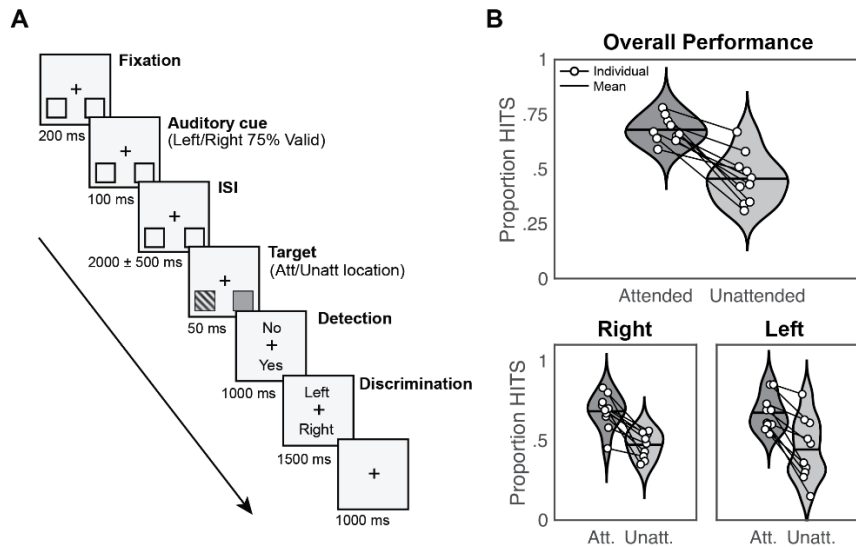 A
Fixation
200 ms
Auditory cue
(Left/Right 75% Valid)
100 ms
ISI
2000 ± 500 ms
Target
(Att/Unatt location)
50 ms
Detection
No
Yes
1000 ms
Discrimination
Left
Right
1500 ms
1000 ms
B
Overall Performance
Individual
Mean
Proportion HITS
1
.75
.5
.25
0
Attended
Unattended
Right
Proportion HITS
1
.5
0
Att.
Unatt.
Left
Att.
Unatt.